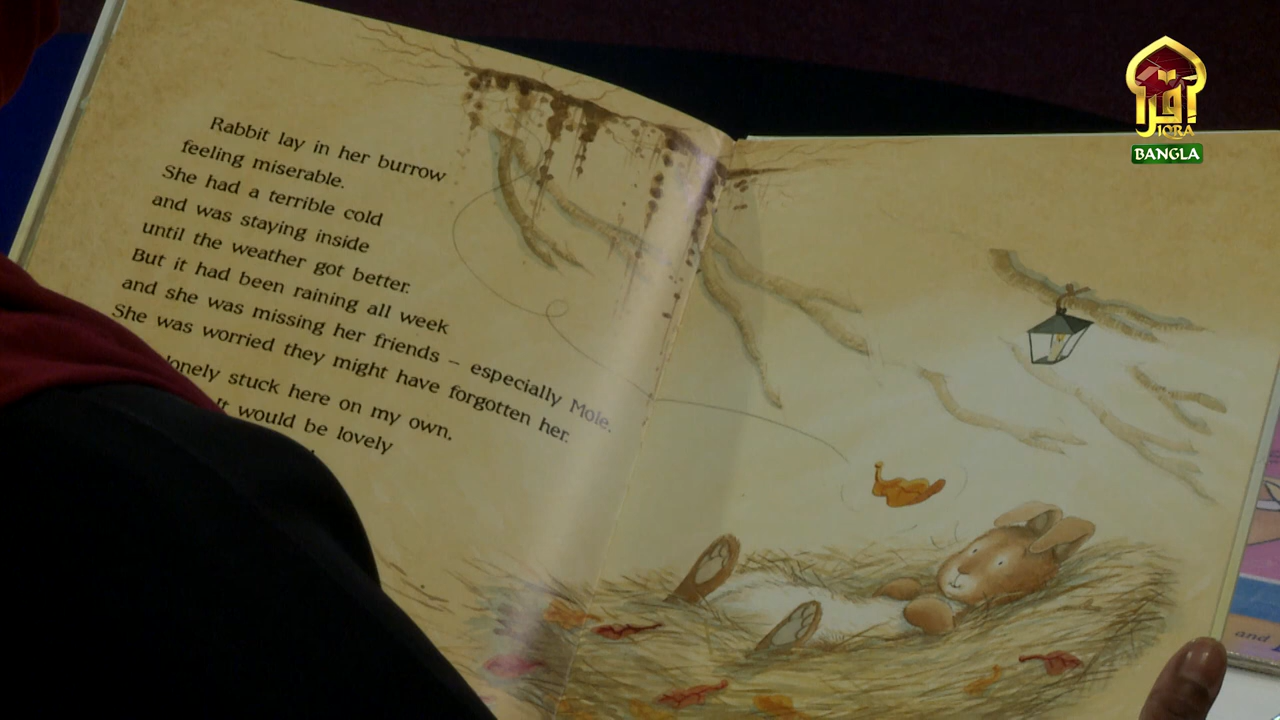 Rabbit lay in her burrow
feeling miserable.
She had a terrible cold
and was staying inside
until the weather got better.
But it had been raining all week
and she was missing her friends – especially Mole.
She was worried they might have forgotten her.
lonely stuck here on my own,
It would be lovely
اقرأ
IQRA
BANGLA
and